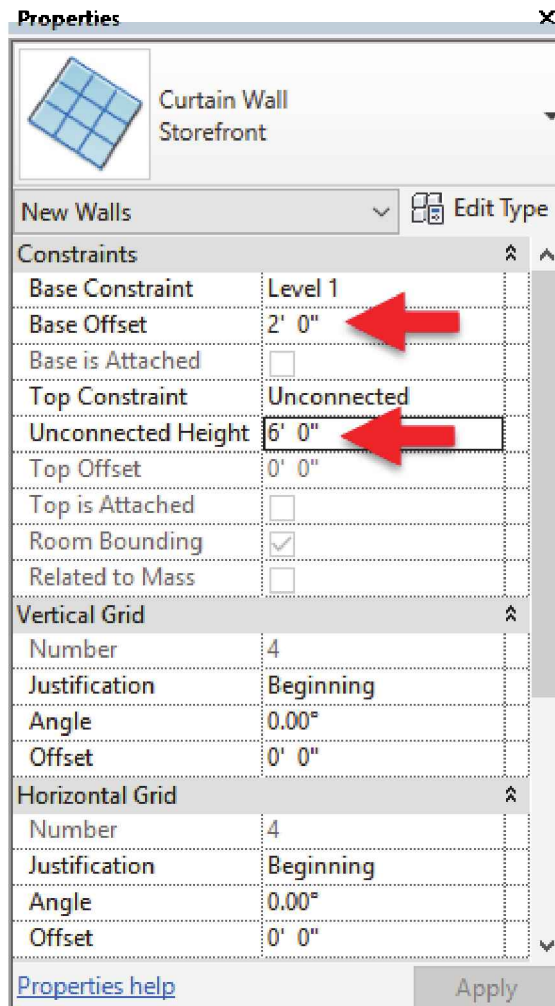 Properties
Curtain Wall
Storefront
New Walls Edit Type
Constraints
Base Constraint Level 1
Base Offset 2' 0"
Base is Attached
Top Constraint Unconnected
Unconnected Height 6' 0"
Top Offset 0' 0"
Top is Attached
Room Bounding
Related to Mass
Vertical Grid
Number 4
Justification Beginning
Angle 0.00°
Offset 0' 0"
Horizontal Grid
Number 4
Justification Beginning
Angle 0.00°
Offset 0' 0"
Properties help Apply